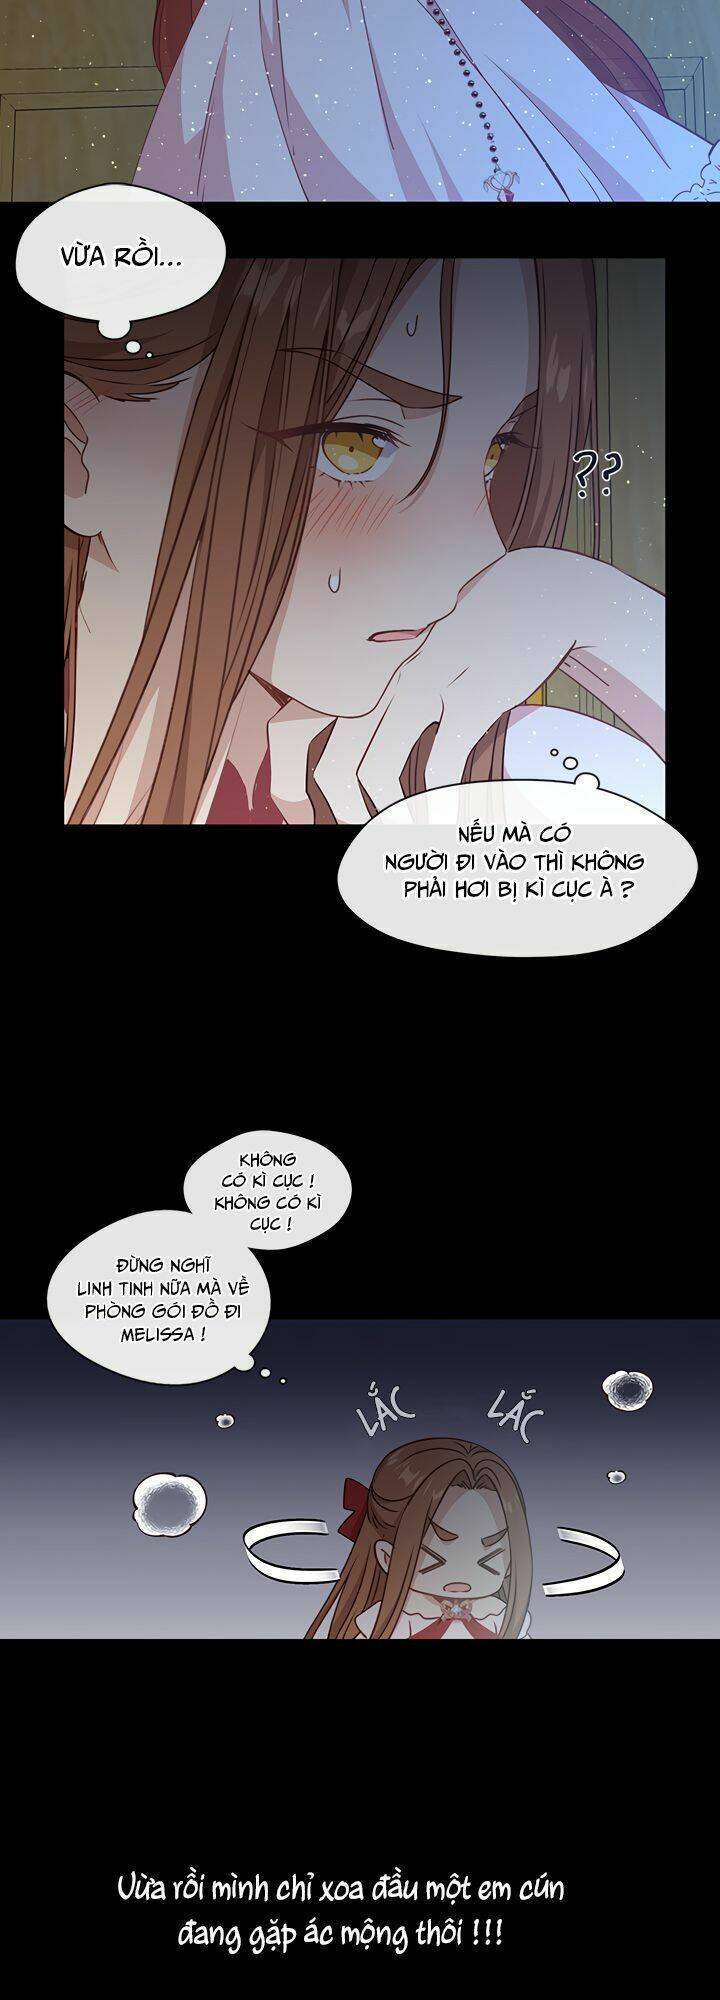 VỪA RỒI...
??
NẾU MÀ CÓ
NGƯỜI ĐI VÀO THÌ KHÔNG
PHẢI HƠI BỊ KÌ CỤC À ?
KHÔNG
CÓ KÌ CỤC !
KHÔNG CÓ KÌ
CỤC !
ĐỪNG NGHĨ
LINH TINH NỮA MÀ VỀ
PHÒNG GÓI ĐỒ ĐI
MELISSA !
LẮC LẮC
Vừa rồi mình chỉ xoa đầu một em cún
đang gặp ác mộng thôi !!!